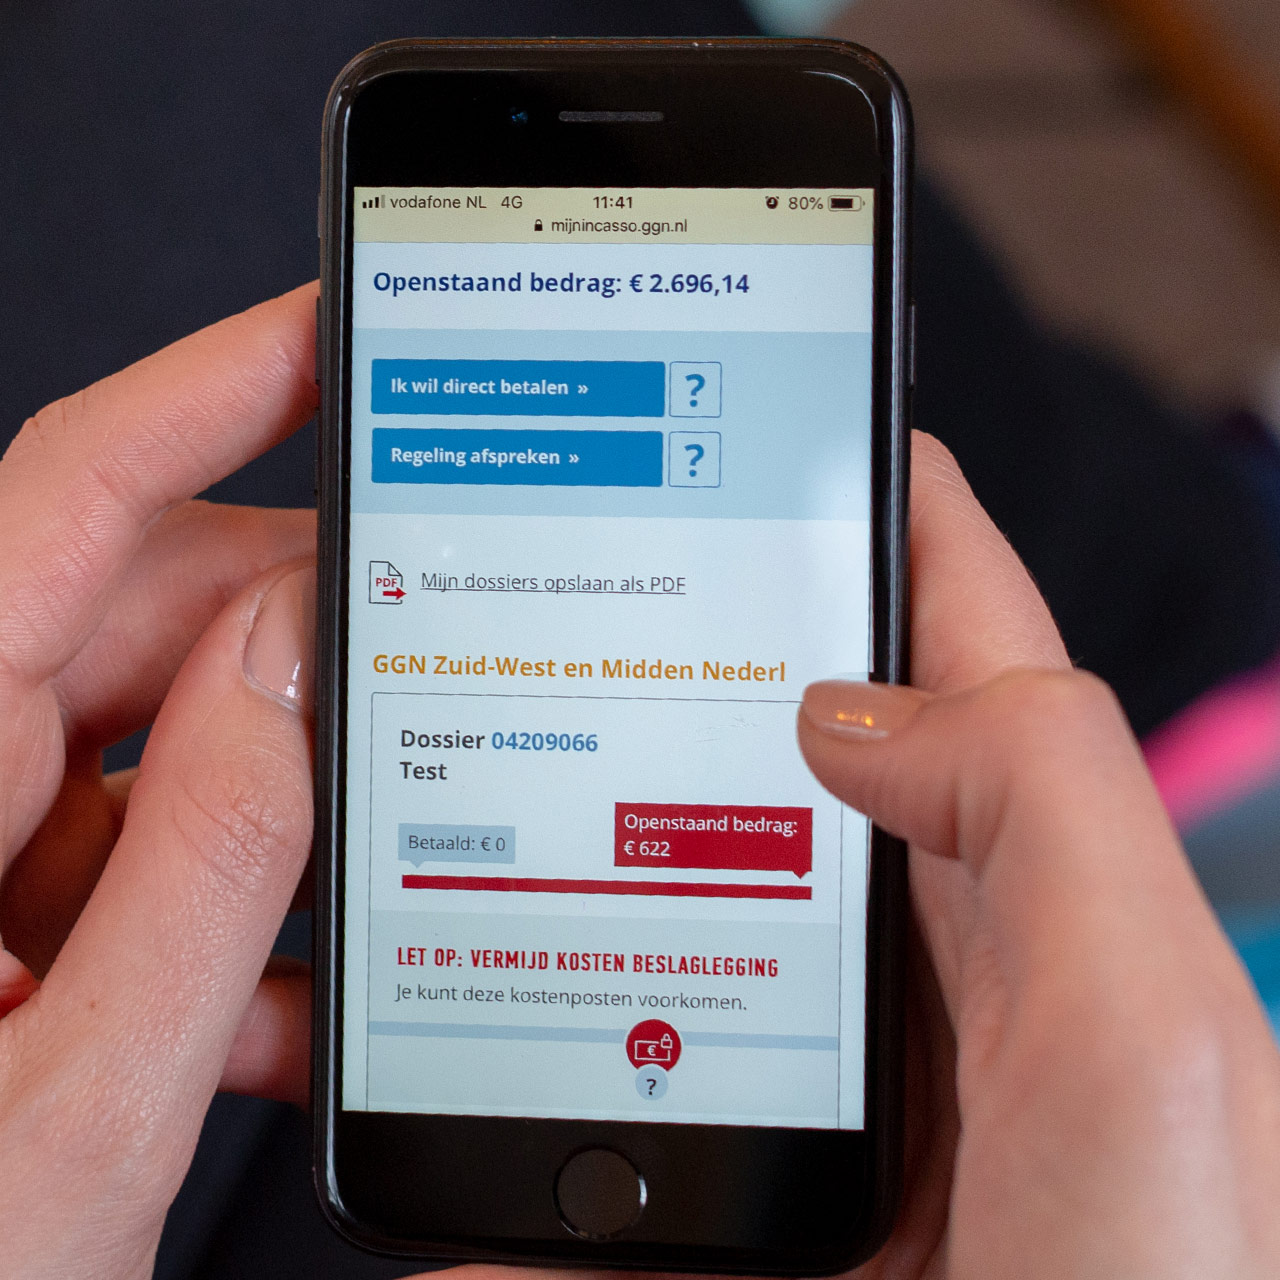 vodafone NL 4G 11:41 80%
mijnincasso.ggn.nl
Openstaand bedrag: € 2.696,14
Ik wil direct betalen » ?
Regeling afspreken » ?
PDF Mijn dossiers opslaan als PDF
GGN Zuid-West en Midden Nederl
Dossier 04209066
Test
Openstaand bedrag:
€ 622
Betaald: € 0
LET OP: VERMIJD KOSTEN BESLAGLEGGING
Je kunt deze kostenposten voorkomen.
€
?